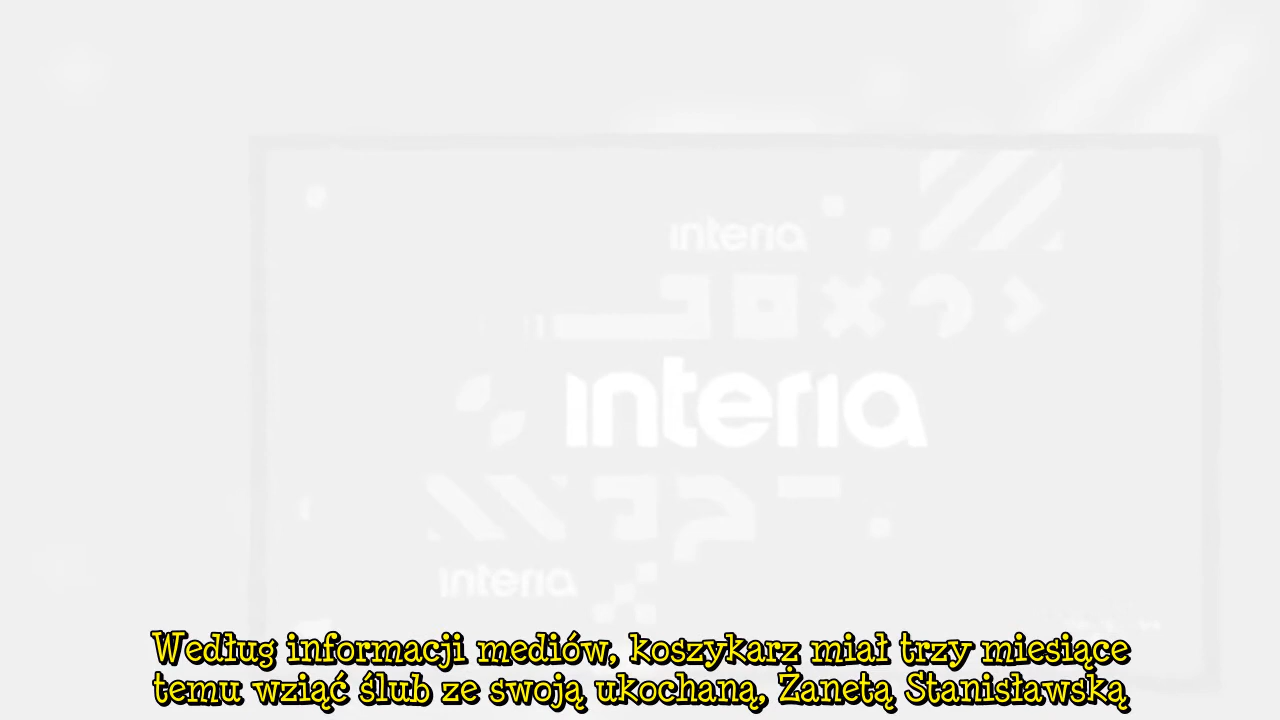 interia
interia
interia
Według informacji mediów, koszykarz miał trzy miesiące
temu wziąć ślub ze swoją ukochaną, Żanetą Stanisławską